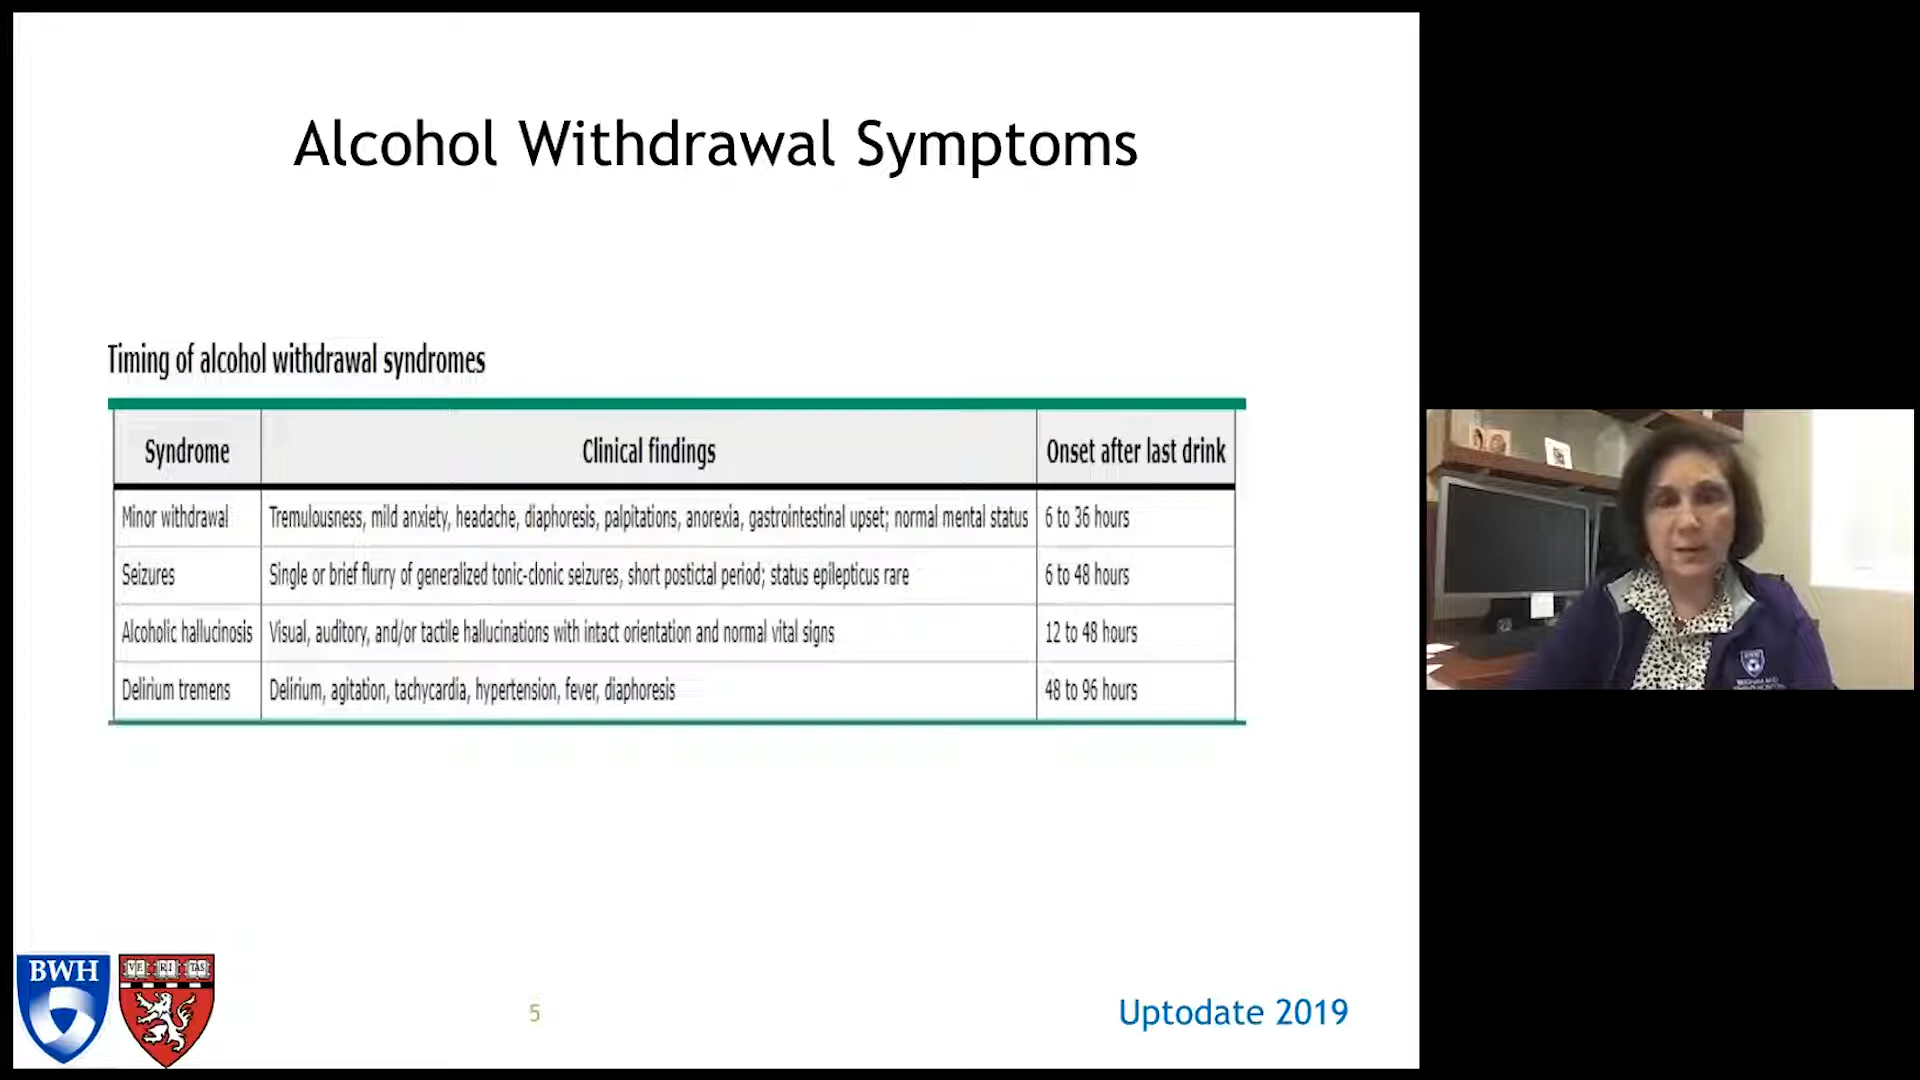 Alcohol Withdrawal Symptoms
Timing of alcohol withdrawal syndromes
Syndrome Clinical findings Onset after last drink
Minor withdrawal Tremulousness, mild anxiety, headache, diaphoresis, palpitations, anorexia, gastrointestinal upset; normal mental status 6 to 36 hours
Seizures Single or brief flurry of generalized tonic-clonic seizures, short postictal period; status epilepticus rare 6 to 48 hours
Alcoholic hallucinosis Visual, auditory, and/or tactile hallucinations with intact orientation and normal vital signs 12 to 48 hours
Delirium tremens Delirium, agitation, tachycardia, hypertension, fever, diaphoresis 48 to 96 hours
BWH
VE RI TAS
5
Uptodate 2019